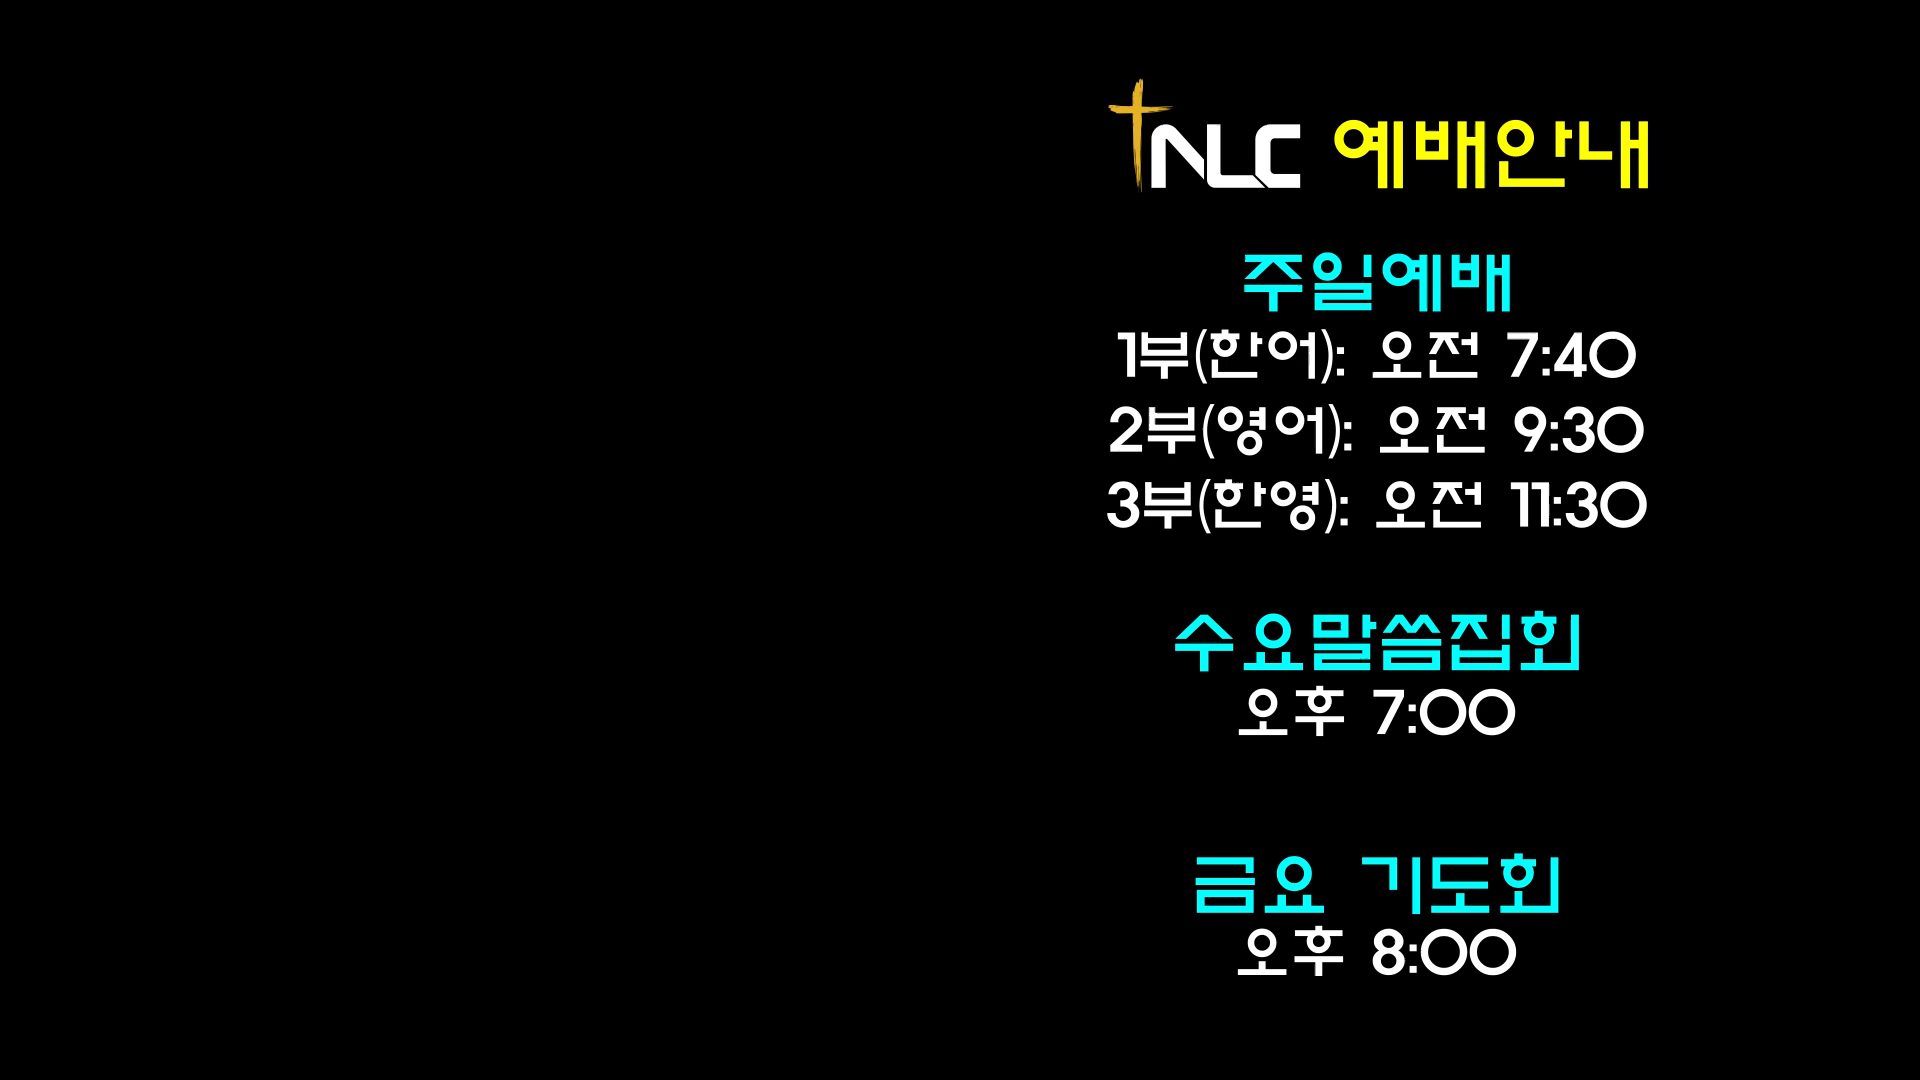 NLC 예배안내
주일예배
1부(한어): 오전 7:40
2부(영어): 오전 9:30
3부(한영): 오전 11:30
수요말씀집회
오후 7:00
금요 기도회
오후 8:00